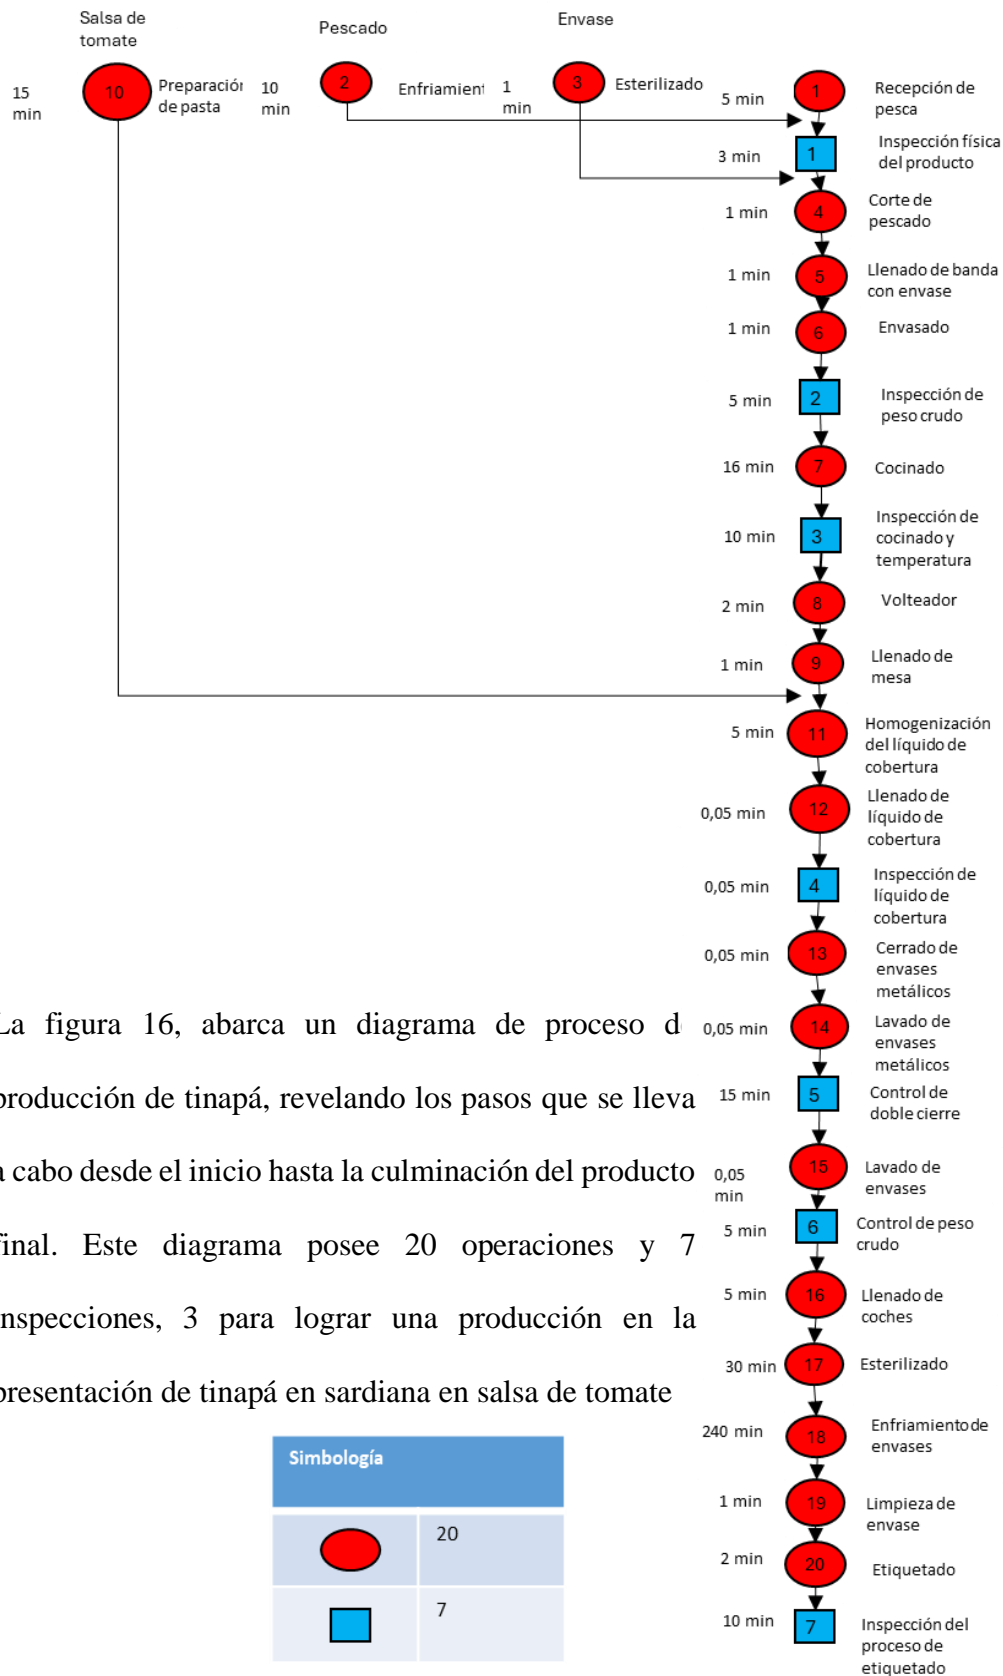 Salsa de
tomate
Pescado
Envase
15
min
10
Preparación
de pasta
10
min
2
Enfriamient
1
min
3
Esterilizado
5 min
1
Recepción de
pesca
3 min
1
Inspección física
del producto
1 min
4
Corte de
pescado
1 min
5
Llenado de banda
con envase
1 min
6
Envasado
5 min
2
Inspección de
peso crudo
16 min
7
Cocinado
10 min
3
Inspección de
cocinado y
temperatura
2 min
8
Volteador
1 min
9
Llenado de
mesa
5 min
11
Homogenización
del líquido de
cobertura
0,05 min
12
Llenado de
líquido de
cobertura
0,05 min
4
Inspección de
líquido de
cobertura
0,05 min
13
Cerrado de
envases
metálicos
0,05 min
14
Lavado de
envases
metálicos
15 min
5
Control de
doble cierre
0,05
min
15
Lavado de
envases
5 min
6
Control de peso
crudo
5 min
16
Llenado de
coches
30 min
17
Esterilizado
240 min
18
Enfriamiento de
envases
1 min
19
Limpieza de
envase
2 min
20
Etiquetado
10 min
7
Inspección del
proceso de
etiquetado
La figura 16, abarca un diagrama de proceso d
producción de tinapá, revelando los pasos que se lleva
a cabo desde el inicio hasta la culminación del producto
final. Este diagrama posee 20 operaciones y 7
inspecciones, 3 para lograr una producción en la
presentación de tinapá en sardiana en salsa de tomate
Simbología
20
7